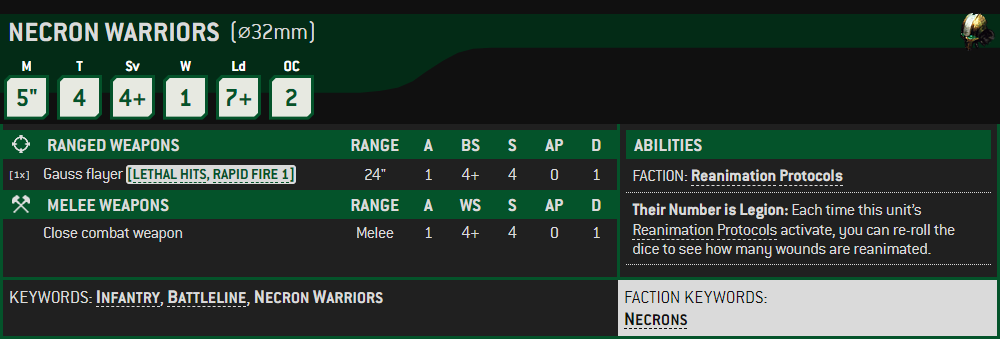 NECRON WARRIORS (⌀32mm)
M T Sv W Ld OC
5" 4 4+ 1 7+ 2
RANGED WEAPONS RANGE A BS S AP D
[1x] Gauss flayer [LETHAL HITS, RAPID FIRE 1] 24" 1 4+ 4 0 1
MELEE WEAPONS RANGE A WS S AP D
Close combat weapon Melee 1 4+ 4 0 1
ABILITIES
FACTION: Reanimation Protocols
Their Number is Legion: Each time this unit's
Reanimation Protocols activate, you can re-roll the
dice to see how many wounds are reanimated.
KEYWORDS: INFANTRY, BATTLELINE, NECRON WARRIORS
FACTION KEYWORDS:
NECRONS